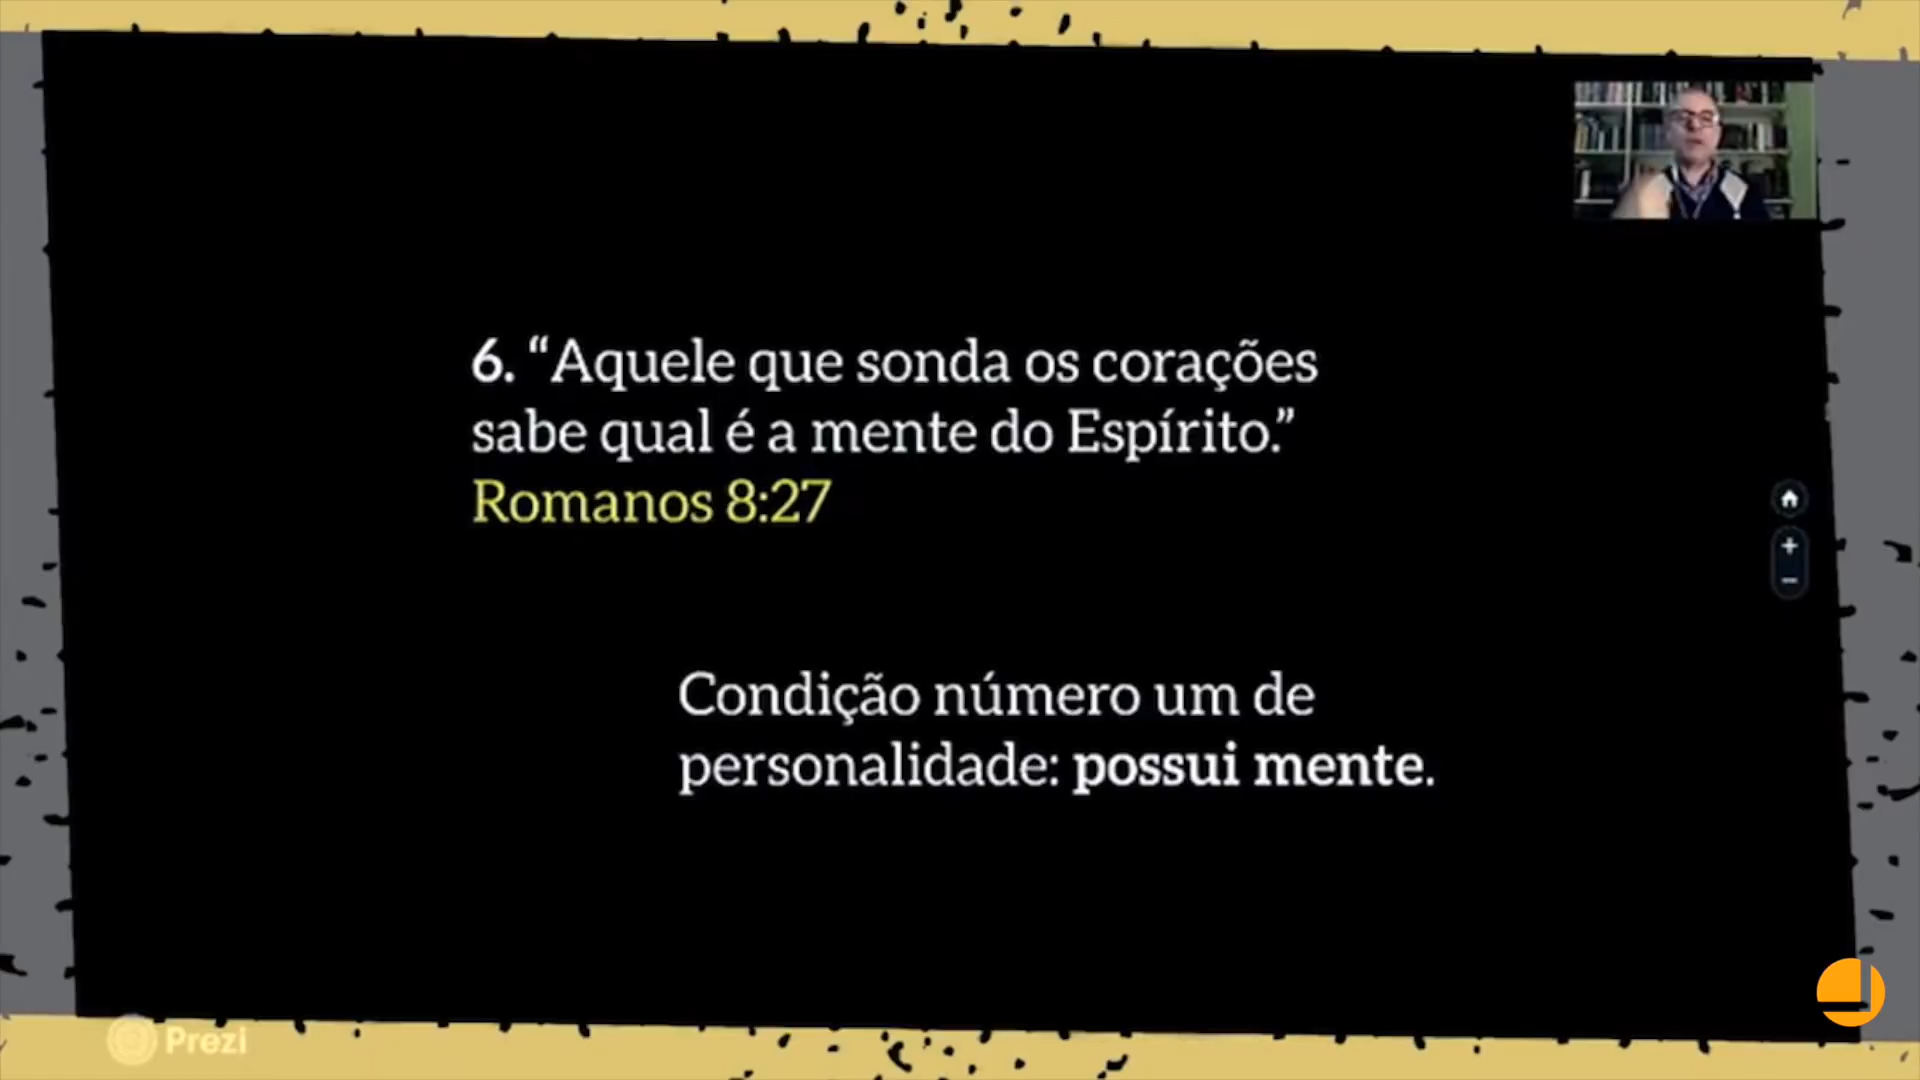 6. “Aquele que sonda os corações
sabe qual é a mente do Espírito.”
Romanos 8:27
Condição número um de
personalidade: possui mente.
Prezi